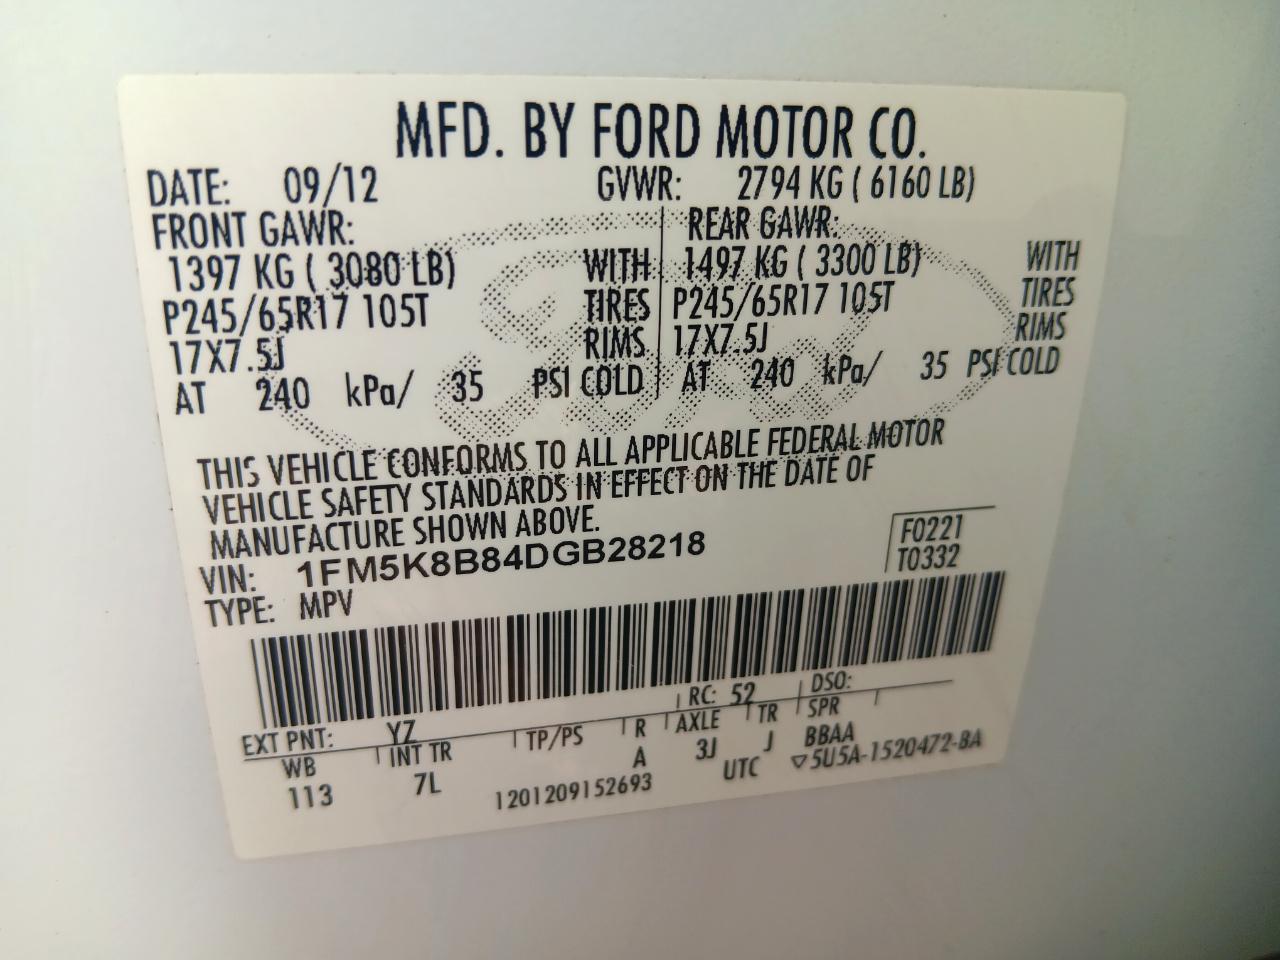 MFD. BY FORD MOTOR CO.
DATE: 09/12 GVWR: 2794 KG ( 6160 LB)
FRONT GAWR: REAR GAWR:
1397 KG ( 3080 LB) WITH 1497 KG ( 3300 LB) WITH
P245/65R17 105T TIRES P245/65R17 105T TIRES
17X7.5J RIMS 17X7.5J RIMS
AT 240 kPa/ 35 PSI COLD AT 240 kPa/ 35 PSI COLD
THIS VEHICLE CONFORMS TO ALL APPLICABLE FEDERAL MOTOR
VEHICLE SAFETY STANDARDS IN EFFECT ON THE DATE OF
MANUFACTURE SHOWN ABOVE.
VIN: 1FM5K8B84DGB28218 F0221
TYPE: MPV T0332
EXT PNT: YZ RC: 52 DSO:
WB INT TR TP/PS R AXLE TR SPR
113 7L A 3J J BBAA
1201209152693 UTC ▽5U5A-1520472-BA
Ford